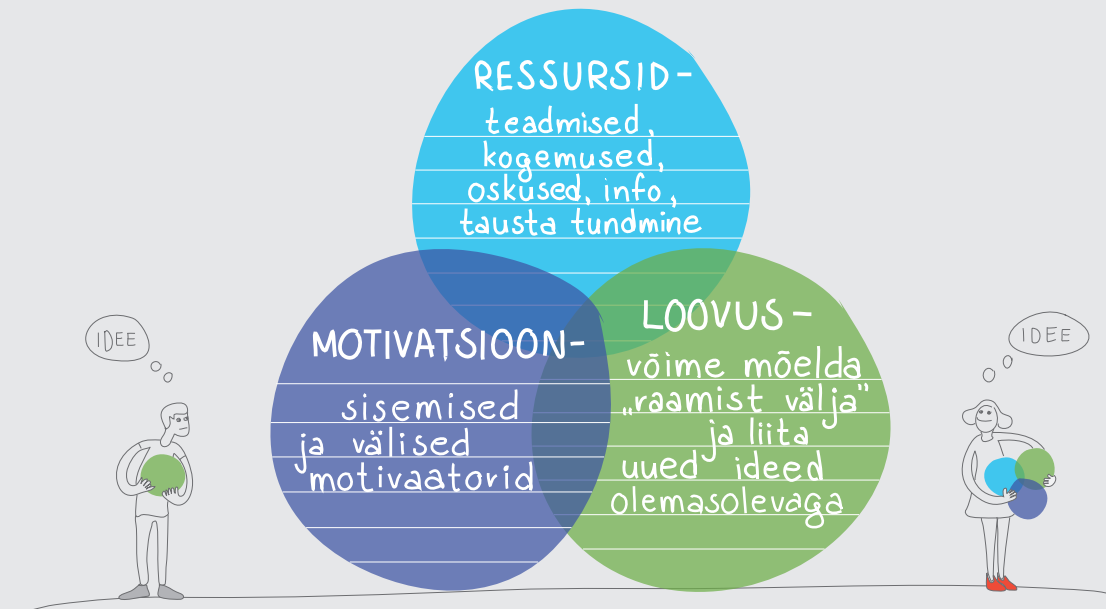 RESSURSID-
teadmised,
kogemused,
oskused, info,
tausta tundmine
MOTIVATSIOON-
sisemised
ja välised
motivaatorid
LOOVUS-
võime mõelda
„raamist välja”
ja liita
uued ideed
olemasolevaga
IDEE
IDEE